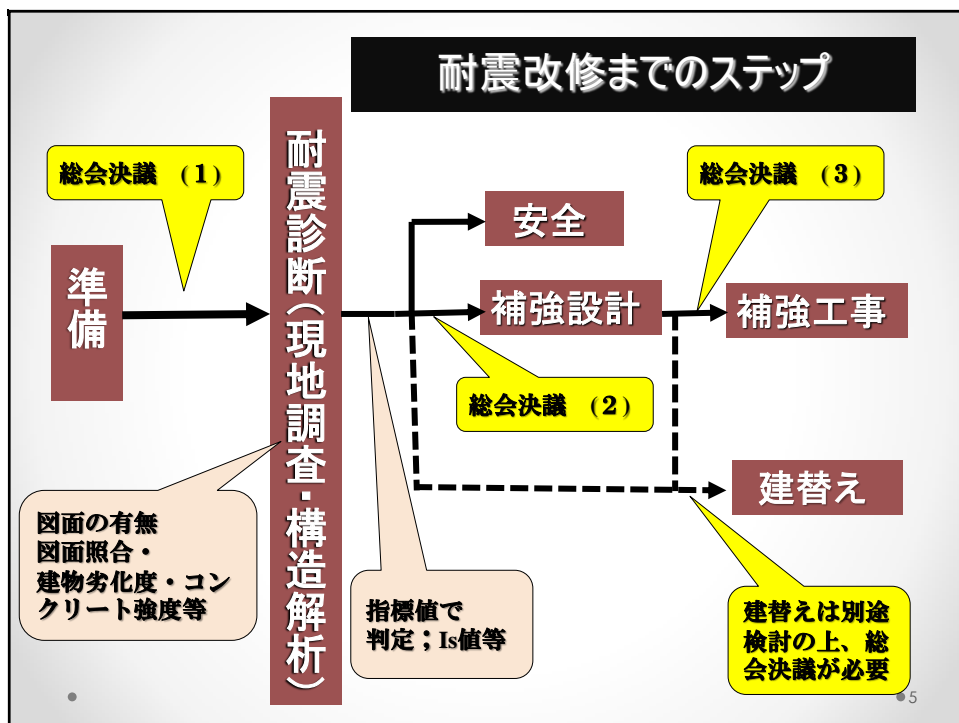 耐震改修までのステップ
総会決議 (1)
準備
耐震診断(現地調査・構造解析)
安全
総会決議 (3)
補強設計
補強工事
総会決議 (2)
建替え
図面の有無
図面照合・
建物劣化度・コン
クリート強度等
指標値で
判定;Is値等
建替えは別途
検討の上、総
会決議が必要
5